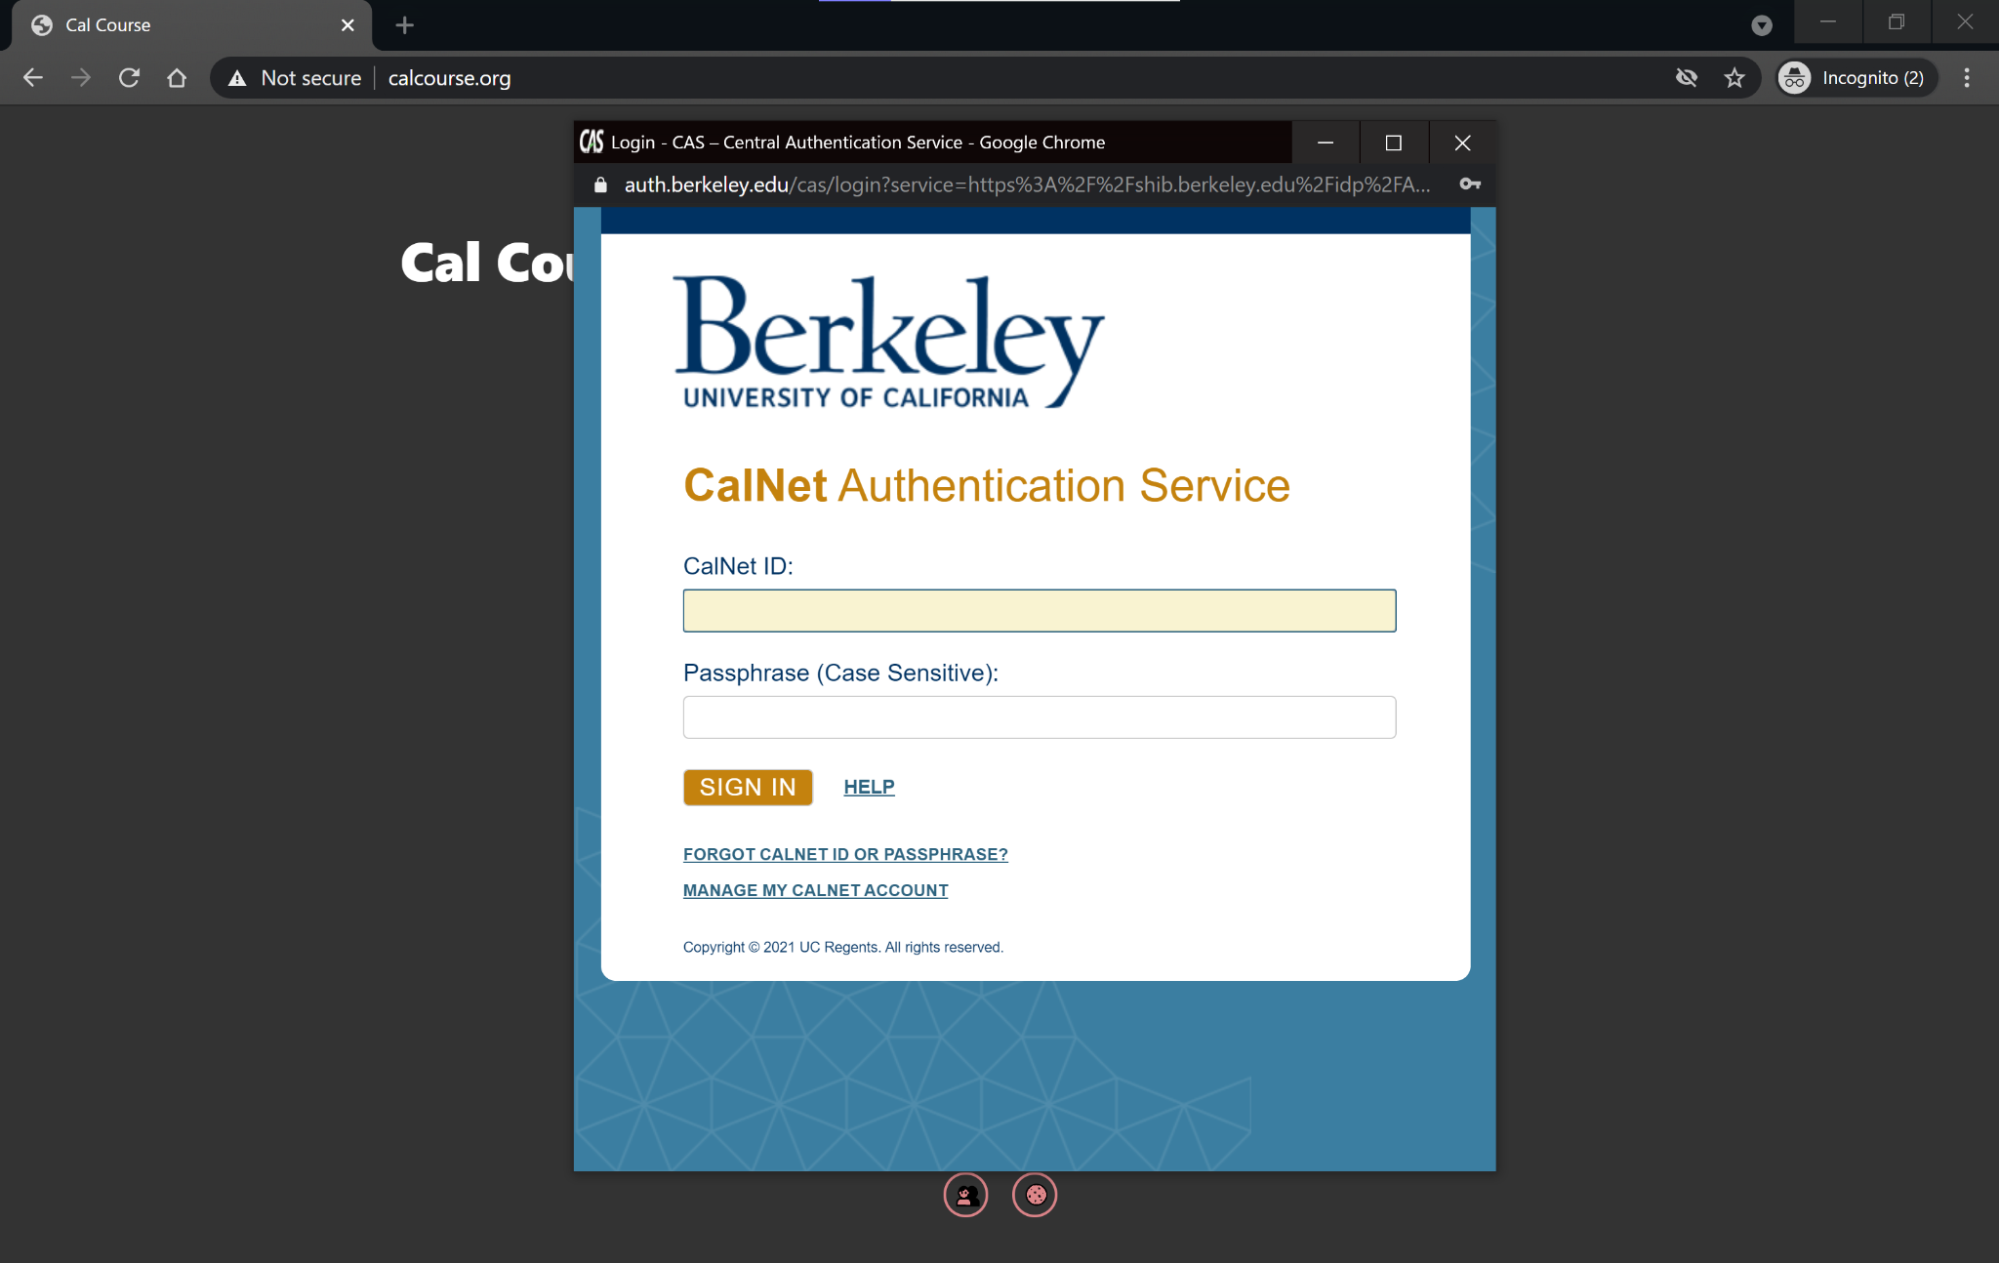 Cal Course
Not secure
calcourse.org
Incognito (2)
CAS Login - CAS – Central Authentication Service - Google Chrome
auth.berkeley.edu/cas/login?service=https%3A%2F%2Fshib.berkeley.edu%2Fidp%2FA...
Cal Cou
Berkeley
UNIVERSITY OF CALIFORNIA
CalNet Authentication Service
CalNet ID:
Passphrase (Case Sensitive):
SIGN IN
HELP
FORGOT CALNET ID OR PASSPHRASE?
MANAGE MY CALNET ACCOUNT
Copyright © 2021 UC Regents. All rights reserved.